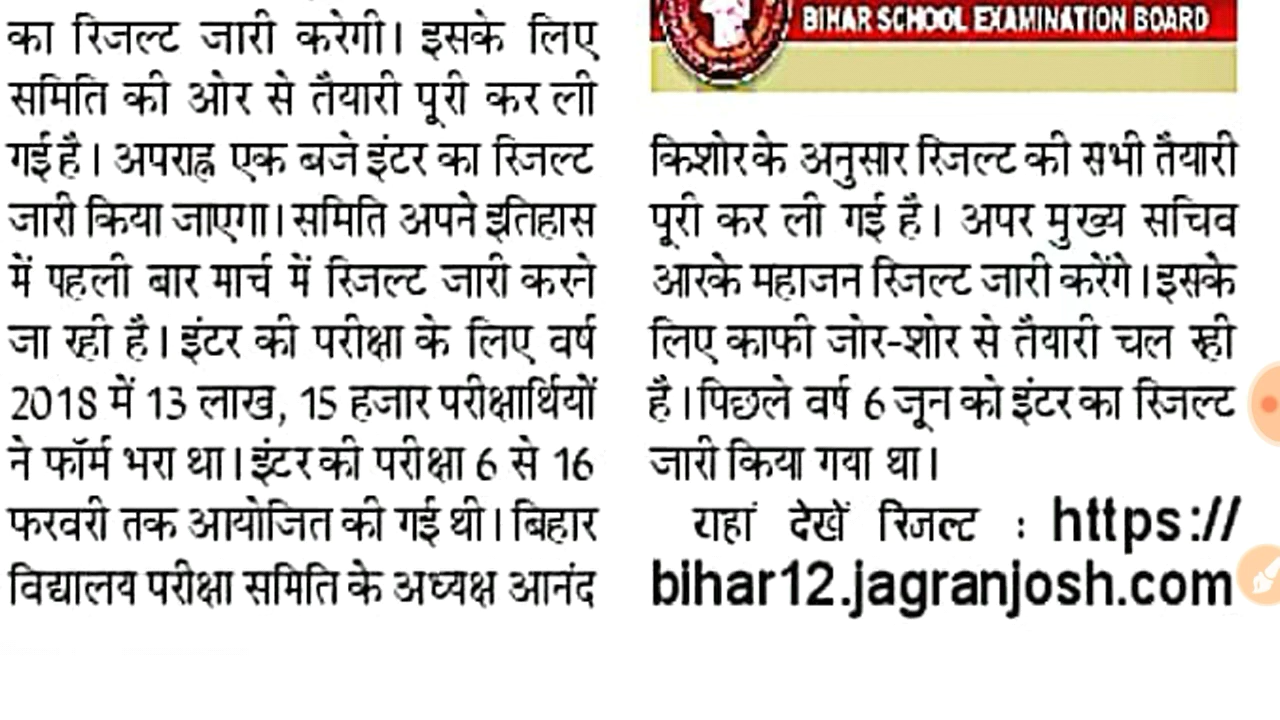 का रिजल्ट जारी करेगी। इसके लिए
समिति की ओर से तैयारी पूरी कर ली
गई है। अपराह्न एक बजे इंटर का रिजल्ट
जारी किया जाएगा। समिति अपने इतिहास
में पहली बार मार्च में रिजल्ट जारी करने
जा रही है। इंटर की परीक्षा के लिए वर्ष
2018 में 13 लाख, 15 हजार परीक्षार्थियों
ने फॉर्म भरा था। इंटर की परीक्षा 6 से 16
फरवरी तक आयोजित की गई थी। बिहार
विद्यालय परीक्षा समिति के अध्यक्ष आनंद
BIHAR SCHOOL EXAMINATION BOARD
किशोर के अनुसार रिजल्ट की सभी तैयारी
पूरी कर ली गई है। अपर मुख्य सचिव
आरके महाजन रिजल्ट जारी करेंगे। इसके
लिए काफी जोर-शोर से तैयारी चल रही
है। पिछले वर्ष 6 जून को इंटर का रिजल्ट
जारी किया गया था।
यहां देखें रिजल्ट : https://
bihar12.jagranjosh.com